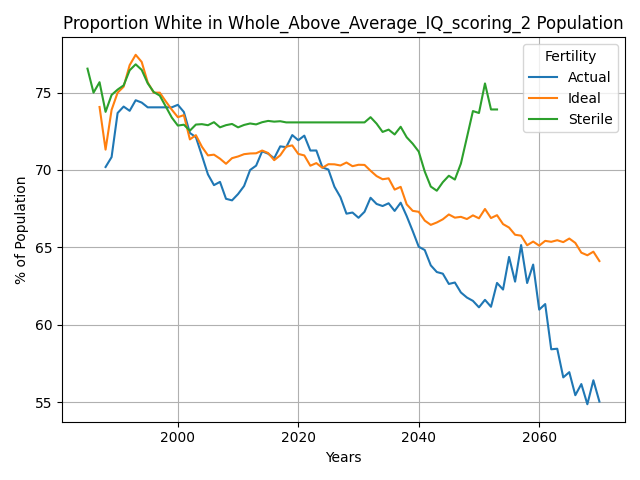 Proportion White in Whole_Above_Average_IQ_scoring_2 Population
Fertility
Actual
Ideal
Sterile
% of Population
75
70
65
60
55
2000
2020
2040
2060
Years